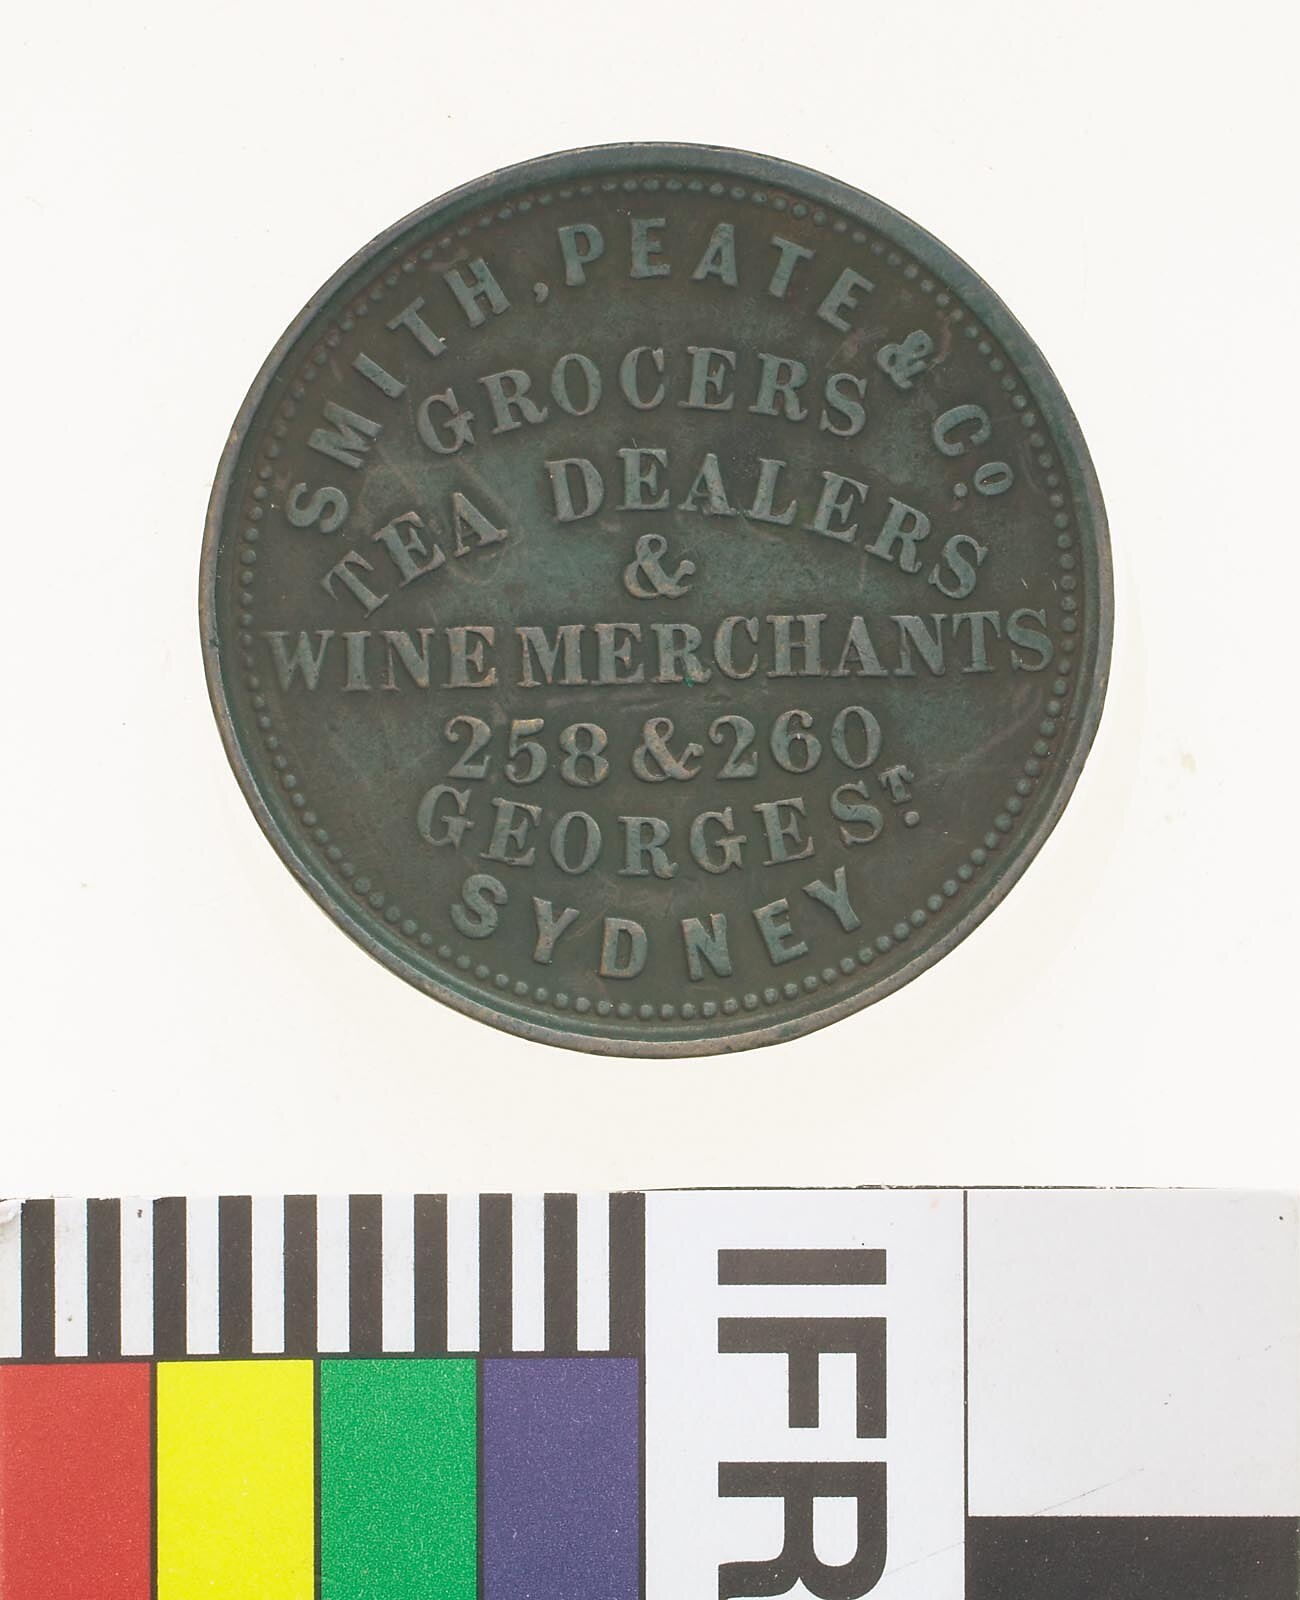 SMITH, PEATE & Co.
GROCERS
TEA DEALERS
&
WINE MERCHANTS
258 & 260
GEORGE ST.
SYDNEY
IFR